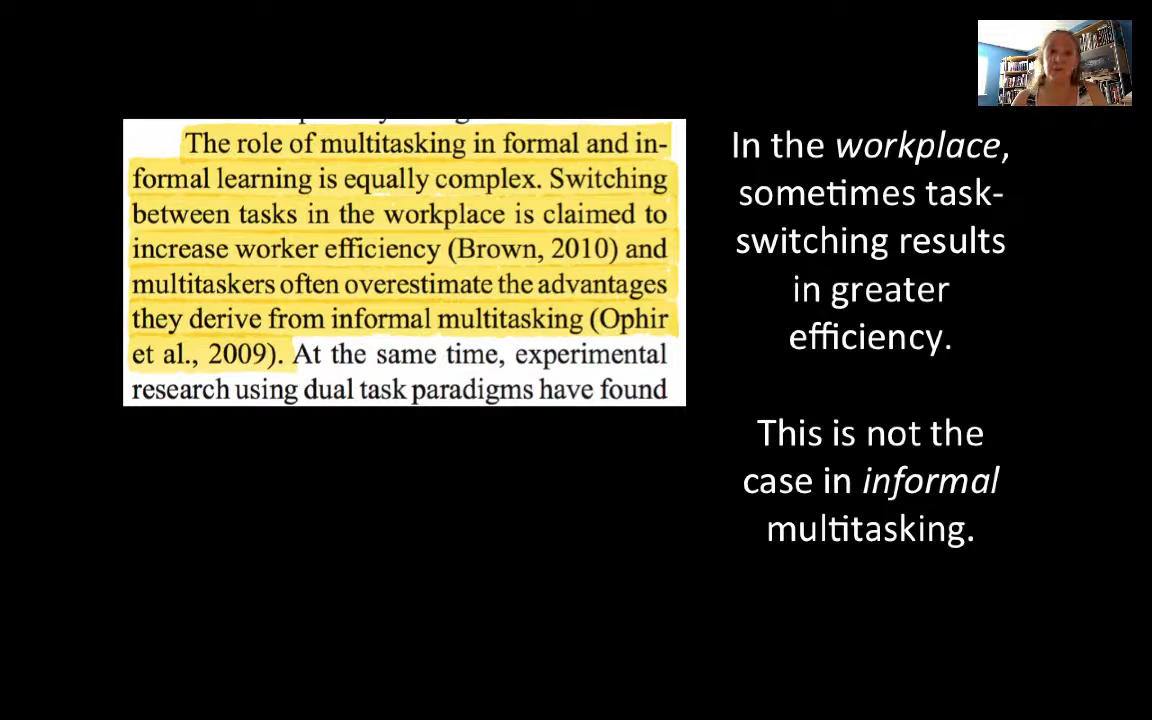 The role of multitasking in formal and in-
formal learning is equally complex. Switching
between tasks in the workplace is claimed to
increase worker efficiency (Brown, 2010) and
multitaskers often overestimate the advantages
they derive from informal multitasking (Ophir
et al., 2009). At the same time, experimental
research using dual task paradigms have found
In the workplace,
sometimes task-
switching results
in greater
efficiency.
This is not the
case in informal
multitasking.